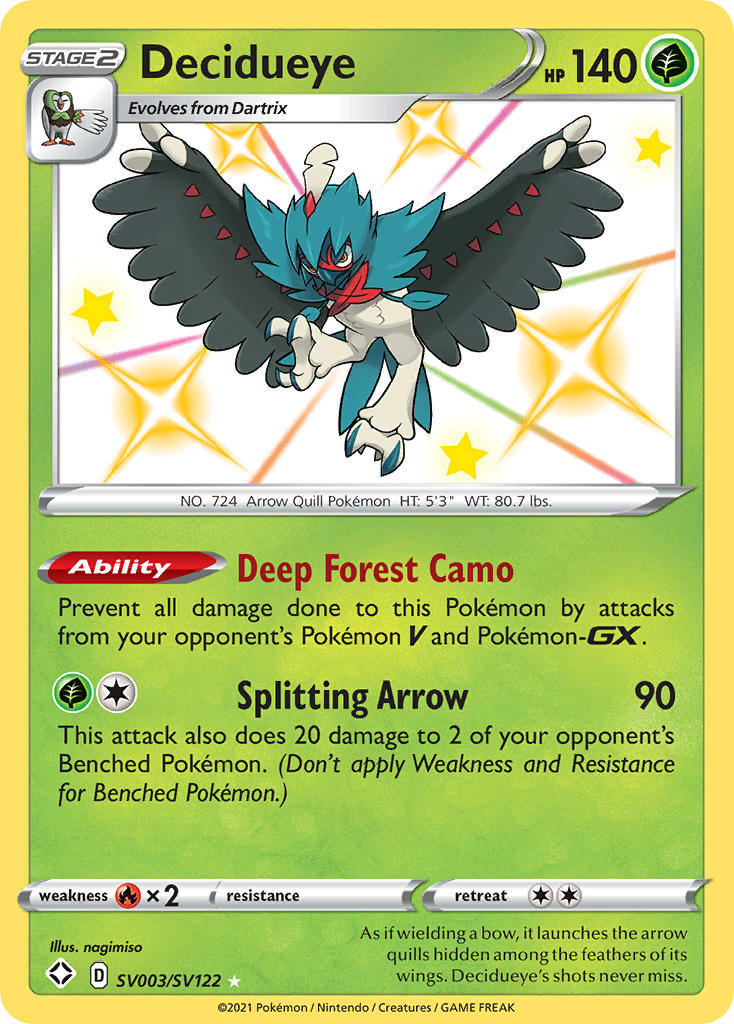 STAGE 2
Decidueye
HP 140
Evolves from Dartrix
NO. 724 Arrow Quill Pokémon HT: 5'3" WT: 80.7 lbs.
Ability Deep Forest Camo
Prevent all damage done to this Pokémon by attacks
from your opponent's Pokémon V and Pokémon-GX.
Splitting Arrow 90
This attack also does 20 damage to 2 of your opponent's
Benched Pokémon. (Don't apply Weakness and Resistance
for Benched Pokémon.)
weakness ×2 resistance retreat
Illus. nagimiso
D SV003/SV122
As if wielding a bow, it launches the arrow
quills hidden among the feathers of its
wings. Decidueye's shots never miss.
©2021 Pokémon / Nintendo / Creatures / GAME FREAK